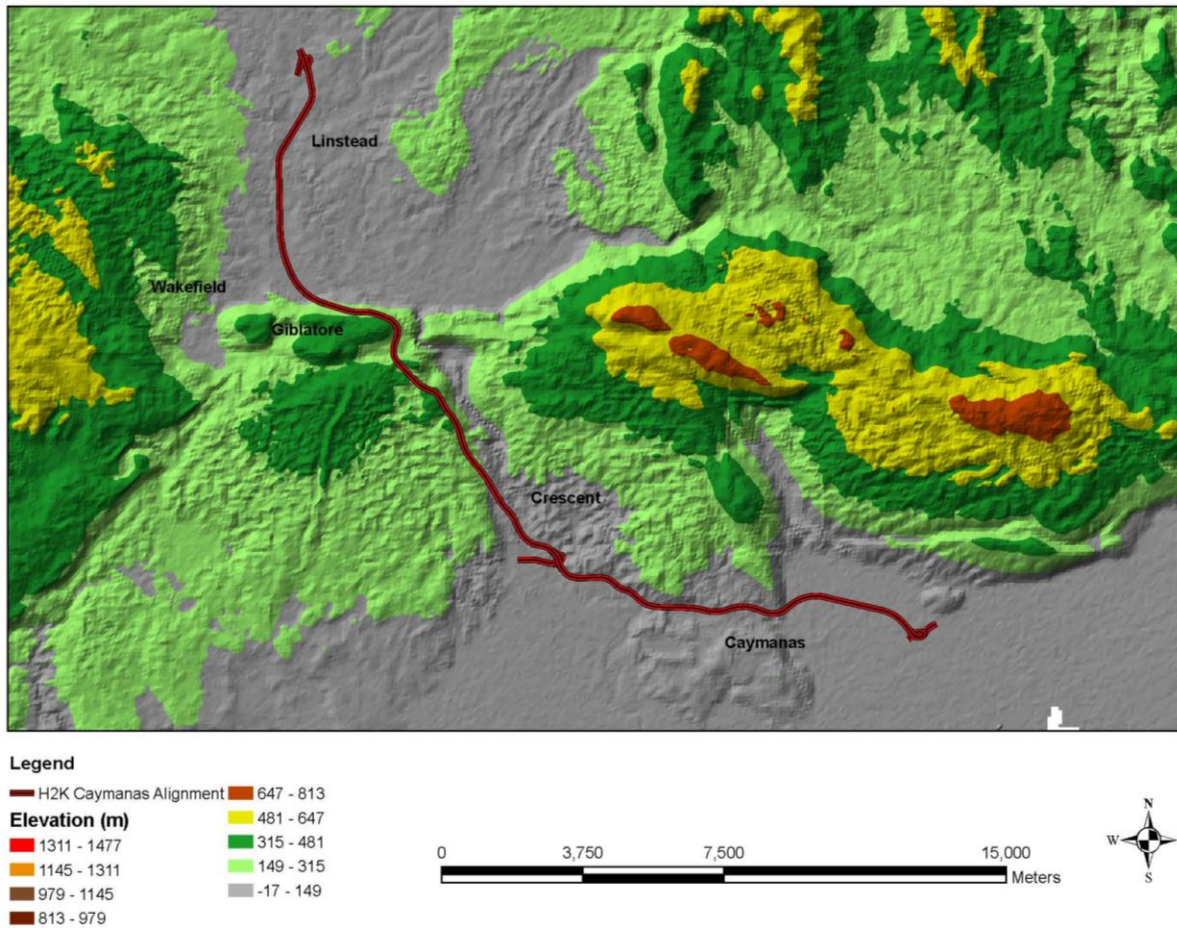 Linstead
Wakefield
Giblatore
Crescent
Caymanas
Legend
H2K Caymanas Alignment
Elevation (m)
1311 - 1477
1145 - 1311
979 - 1145
813 - 979
647 - 813
481 - 647
315 - 481
149 - 315
-17 - 149
0 3,750 7,500 15,000
Meters
N
W E
S